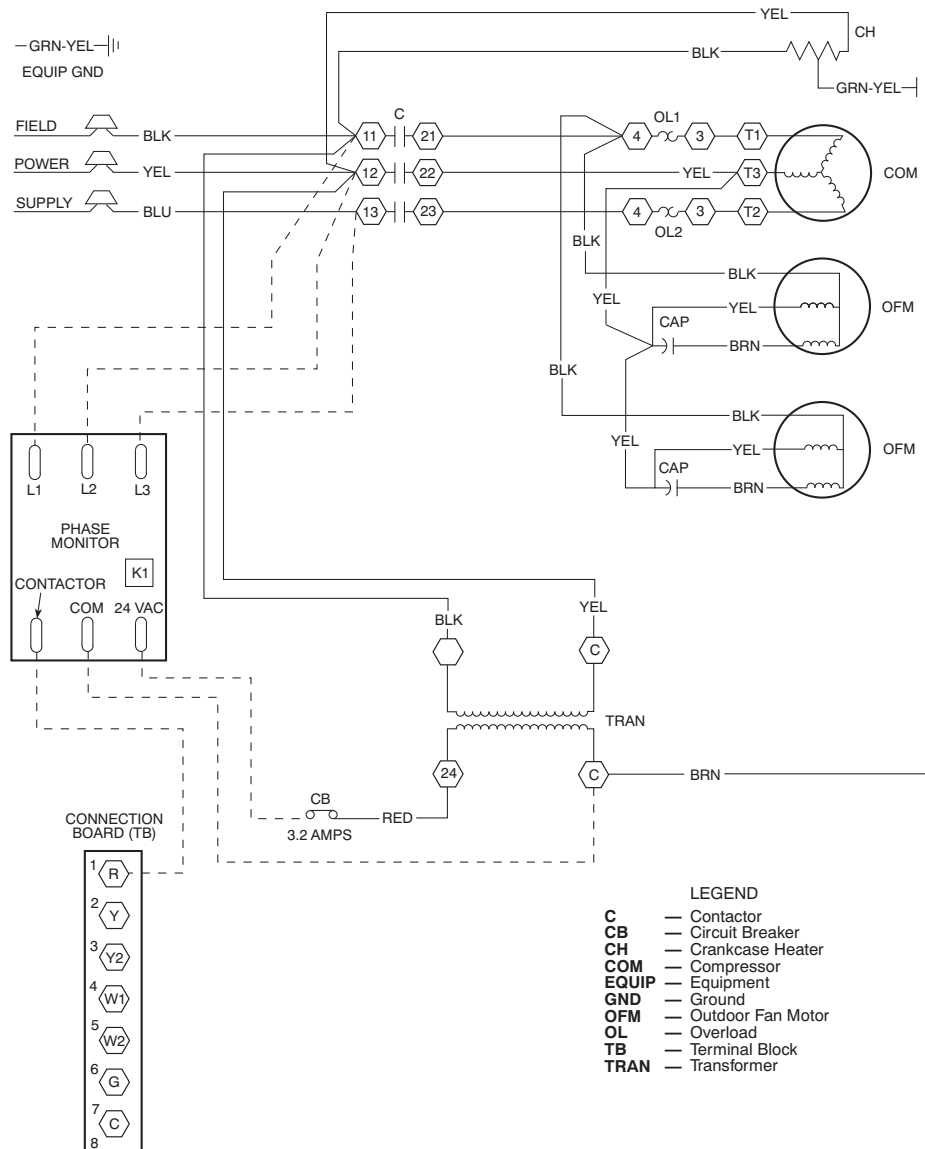 YEL
CH
GRN-YEL
BLK
EQUIP GND
GRN-YEL
FIELD
BLK
11
C
21
4
OL1
3
T1
POWER
YEL
12
22
YEL
T3
COM
SUPPLY
BLU
13
23
4
OL2
3
T2
BLK
BLK
YEL
YEL
OFM
CAP
BRN
BLK
BLK
YEL
YEL
OFM
CAP
BRN
L1
L2
L3
PHASE
MONITOR
K1
CONTACTOR
COM
24 VAC
BLK
YEL
C
TRAN
24
C
BRN
CB
RED
3.2 AMPS
CONNECTION
BOARD (TB)
1 R
2 Y
3 Y2
4 W1
5 W2
6 G
7 C
8
LEGEND
C — Contactor
CB — Circuit Breaker
CH — Crankcase Heater
COM — Compressor
EQUIP — Equipment
GND — Ground
OFM — Outdoor Fan Motor
OL — Overload
TB — Terminal Block
TRAN — Transformer